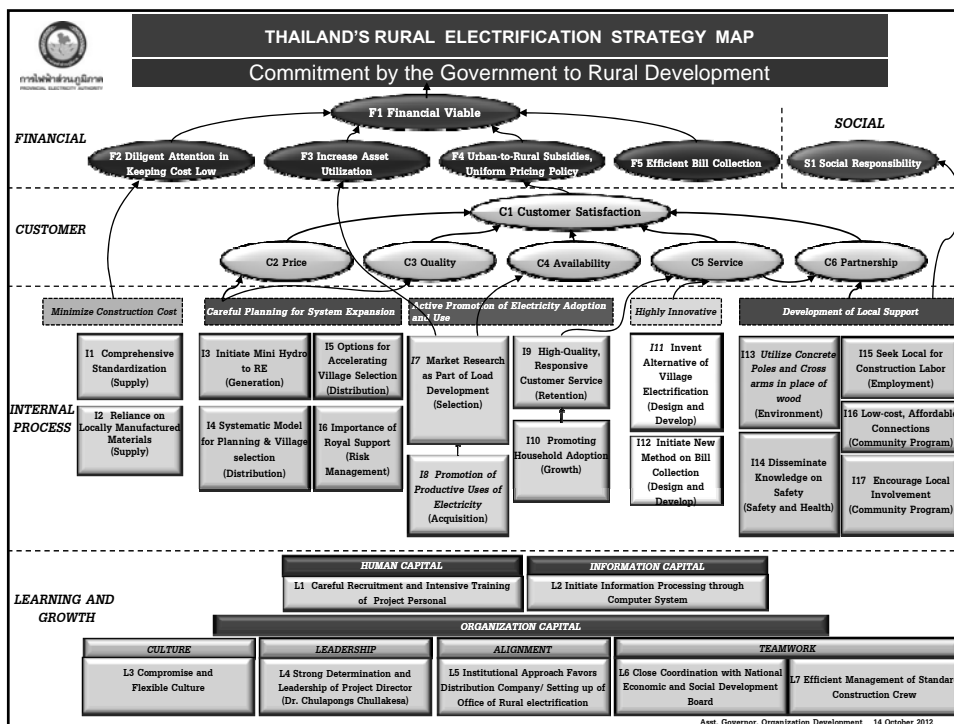 THAILAND'S RURAL ELECTRIFICATION STRATEGY MAP
Commitment by the Government to Rural Development
การไฟฟ้าส่วนภูมิภาค
PROVINCIAL ELECTRICITY AUTHORITY
FINANCIAL
SOCIAL
F1 Financial Viable
F2 Diligent Attention in
Keeping Cost Low
F3 Increase Asset
Utilization
F4 Urban-to-Rural Subsidies,
Uniform Pricing Policy
F5 Efficient Bill Collection
S1 Social Responsibility
CUSTOMER
C1 Customer Satisfaction
C2 Price
C3 Quality
C4 Availability
C5 Service
C6 Partnership
INTERNAL
PROCESS
Minimize Construction Cost
I1 Comprehensive
Standardization
(Supply)
I2 Reliance on
Locally Manufactured
Materials
(Supply)
Careful Planning for System Expansion
I3 Initiate Mini Hydro
to RE
(Generation)
I5 Options for
Accelerating
Village Selection
(Distribution)
I4 Systematic Model
for Planning & Village
selection
(Distribution)
I6 Importance of
Royal Support
(Risk
Management)
Active Promotion of Electricity Adoption
and Use
I7 Market Research
as Part of Load
Development
(Selection)
I8 Promotion of
Productive Uses of
Electricity
(Acquisition)
I9 High-Quality,
Responsive
Customer Service
(Retention)
I10 Promoting
Household Adoption
(Growth)
Highly Innovative
I11 Invent
Alternative of
Village
Electrification
(Design and
Develop)
I12 Initiate New
Method on Bill
Collection
(Design and
Develop)
Development of Local Support
I13 Utilize Concrete
Poles and Cross
arms in place of
wood
(Environment)
I14 Disseminate
Knowledge on
Safety
(Safety and Health)
I15 Seek Local for
Construction Labor
(Employment)
I16 Low-cost, Affordable
Connections
(Community Program)
I17 Encourage Local
Involvement
(Community Program)
LEARNING AND
GROWTH
HUMAN CAPITAL
L1 Careful Recruitment and Intensive Training
of Project Personal
INFORMATION CAPITAL
L2 Initiate Information Processing through
Computer System
ORGANIZATION CAPITAL
CULTURE
L3 Compromise and
Flexible Culture
LEADERSHIP
L4 Strong Determination and
Leadership of Project Director
(Dr. Chulapongs Chullakesa)
ALIGNMENT
L5 Institutional Approach Favors
Distribution Company/ Setting up of
Office of Rural electrification
TEAMWORK
L6 Close Coordination with National
Economic and Social Development
Board
L7 Efficient Management of Standar
Construction Crew
Asst. Governor, Organization Development 14 October 2012